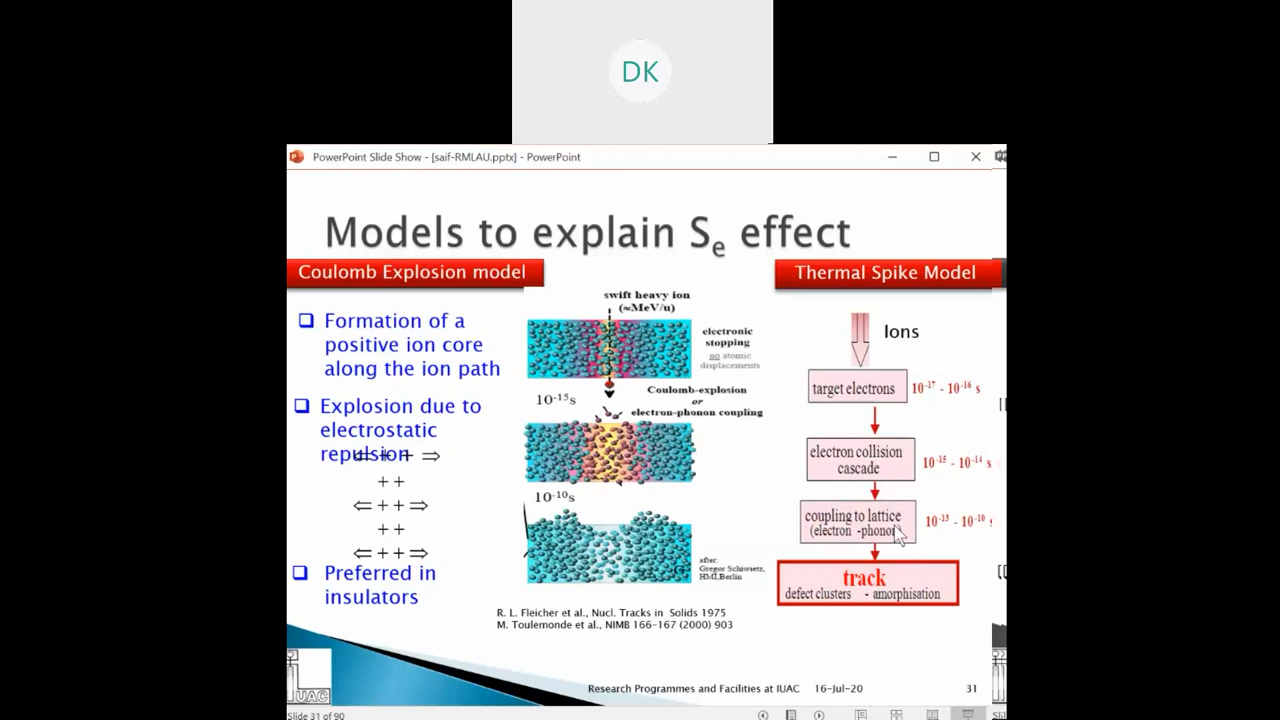 DK
PowerPoint Slide Show - [saif-RMLAU.pptx] - PowerPoint
Models to explain Se effect
Coulomb Explosion model
Thermal Spike Model
❑ Formation of a
positive ion core
along the ion path
❑ Explosion due to
electrostatic
repulsion
⇐ + + ⇒
+ +
⇐ + + ⇒
+ +
⇐ + + ⇒
❑ Preferred in
insulators
swift heavy ion
(≈MeV/u)
electronic
stopping
no atomic
displacements
10-15s
Coulomb-explosion
or
electron-phonon coupling
10-10s
after:
Gregor Schiwietz,
HMI,Berlin
R. L. Fleicher et al., Nucl. Tracks in Solids 1975
M. Toulemonde et al., NIMB 166-167 (2000) 903
Ions
target electrons
10-17 - 10-16 s
electron collision
cascade
10-15 - 10-14 s
coupling to lattice
(electron -phonon)
10-13 - 10-10 s
track
defect clusters - amorphisation
IUAC
Research Programmes and Facilities at IUAC 16-Jul-20 31
Slide 31 of 90